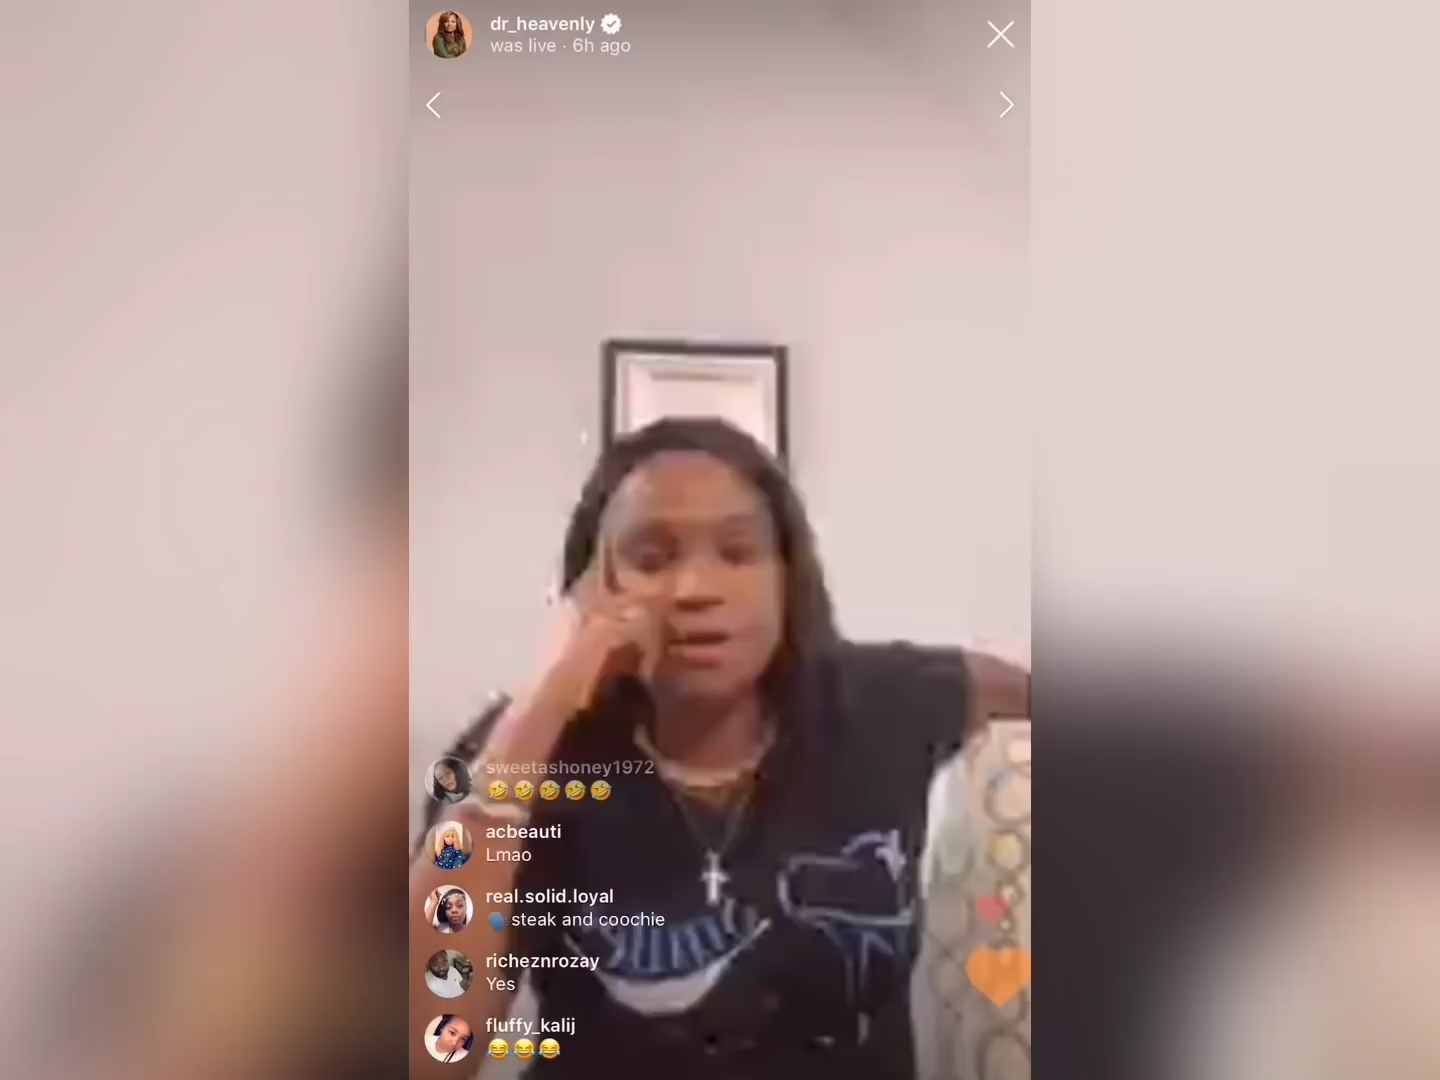 dr_heavenly
was live · 6h ago
sweetashoney1972
🤣🤣🤣🤣🤣
acbeauti
Lmao
real.solid.loyal
🗣️steak and coochie
richeznrozay
Yes
fluffy_kalij
😂😂😂